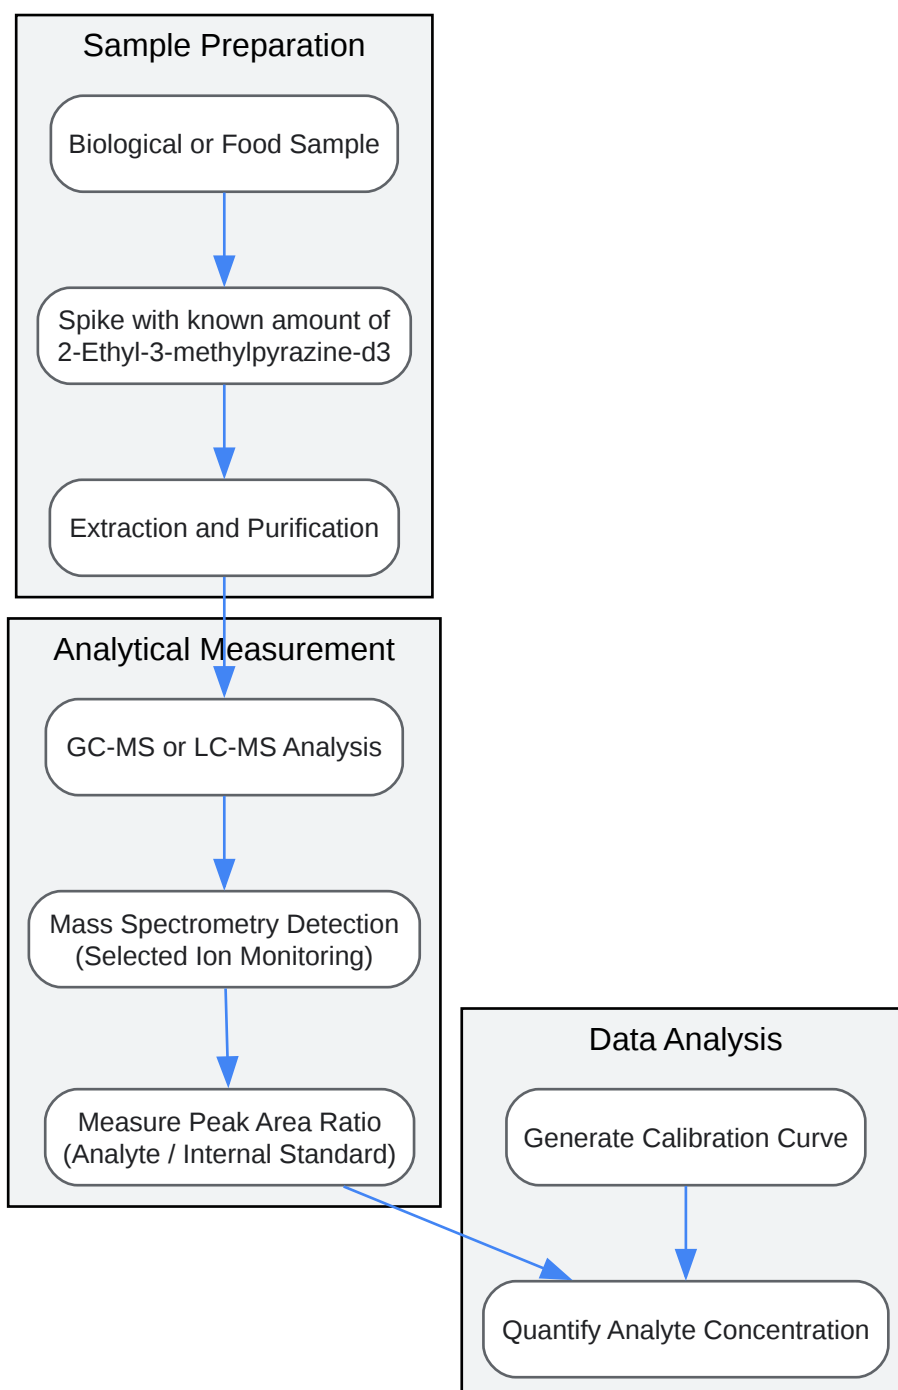 Sample Preparation
Biological or Food Sample
Spike with known amount of
2-Ethyl-3-methylpyrazine-d3
Extraction and Purification
Analytical Measurement
GC-MS or LC-MS Analysis
Mass Spectrometry Detection
(Selected Ion Monitoring)
Measure Peak Area Ratio
(Analyte / Internal Standard)
Data Analysis
Generate Calibration Curve
Quantify Analyte Concentration